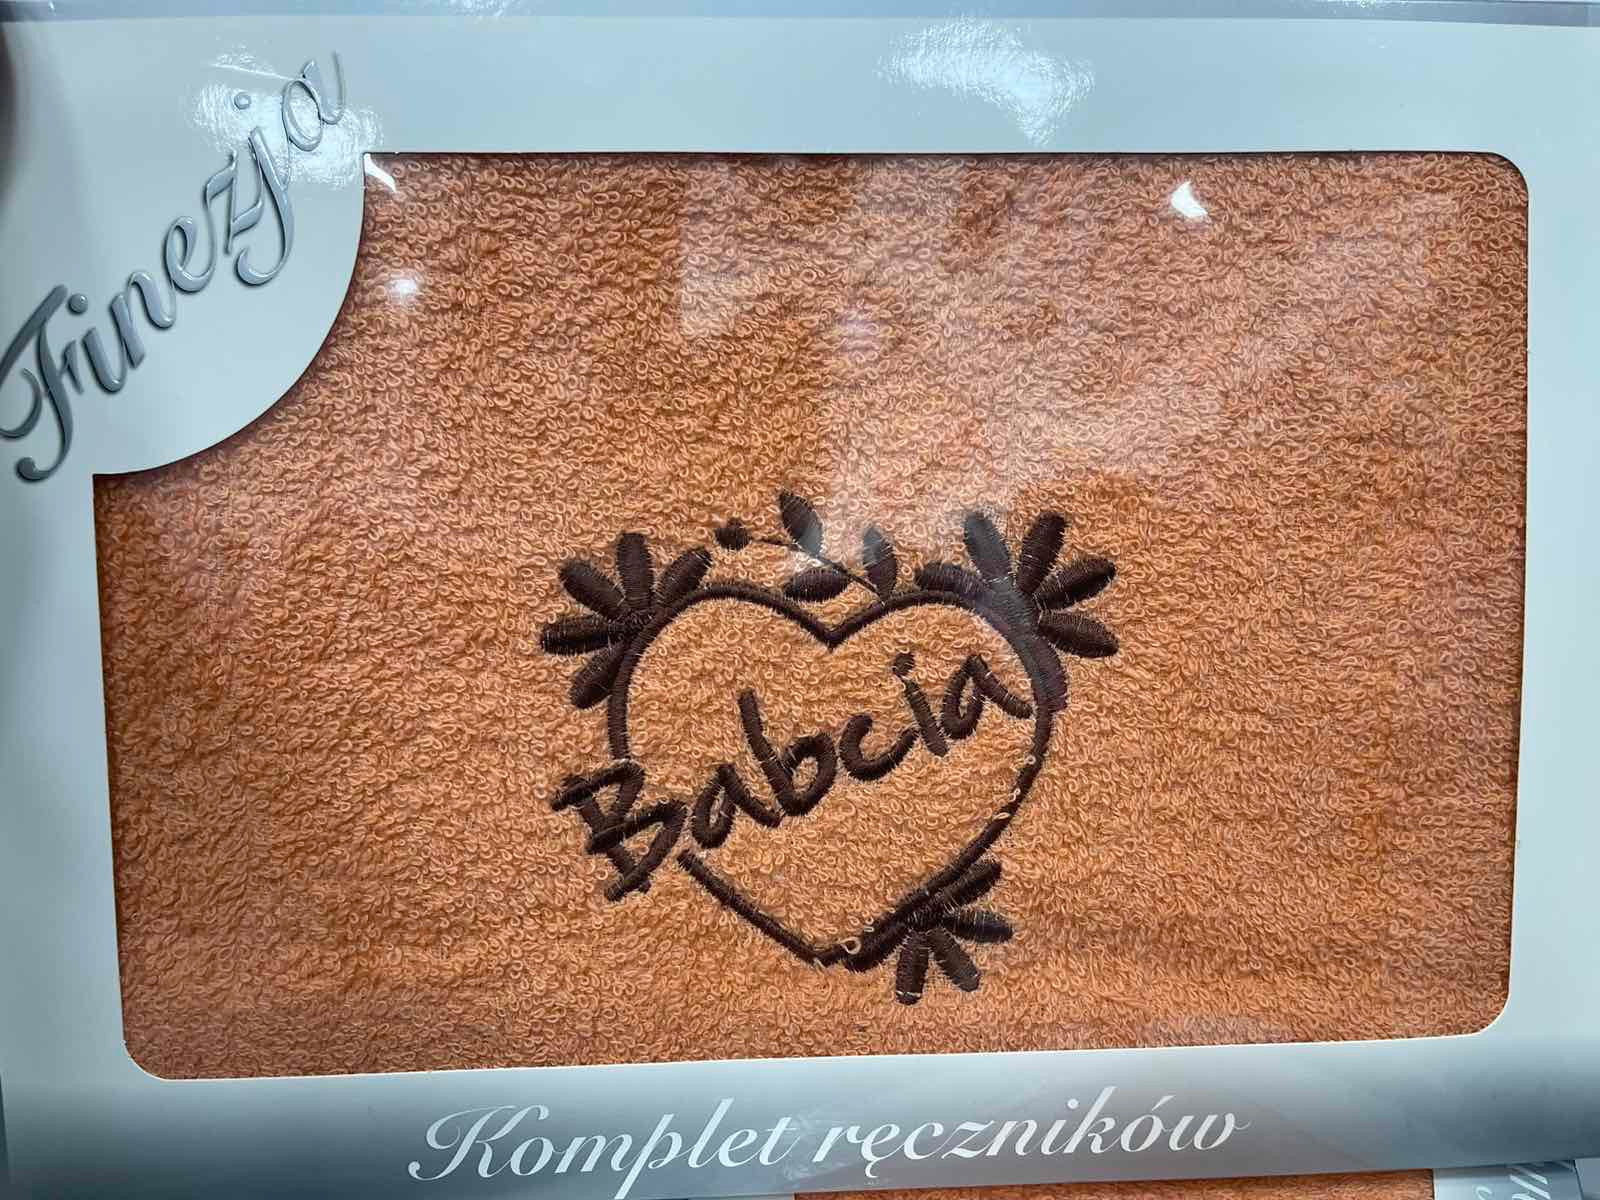 Finezja
Babcia
Komplet ręczników